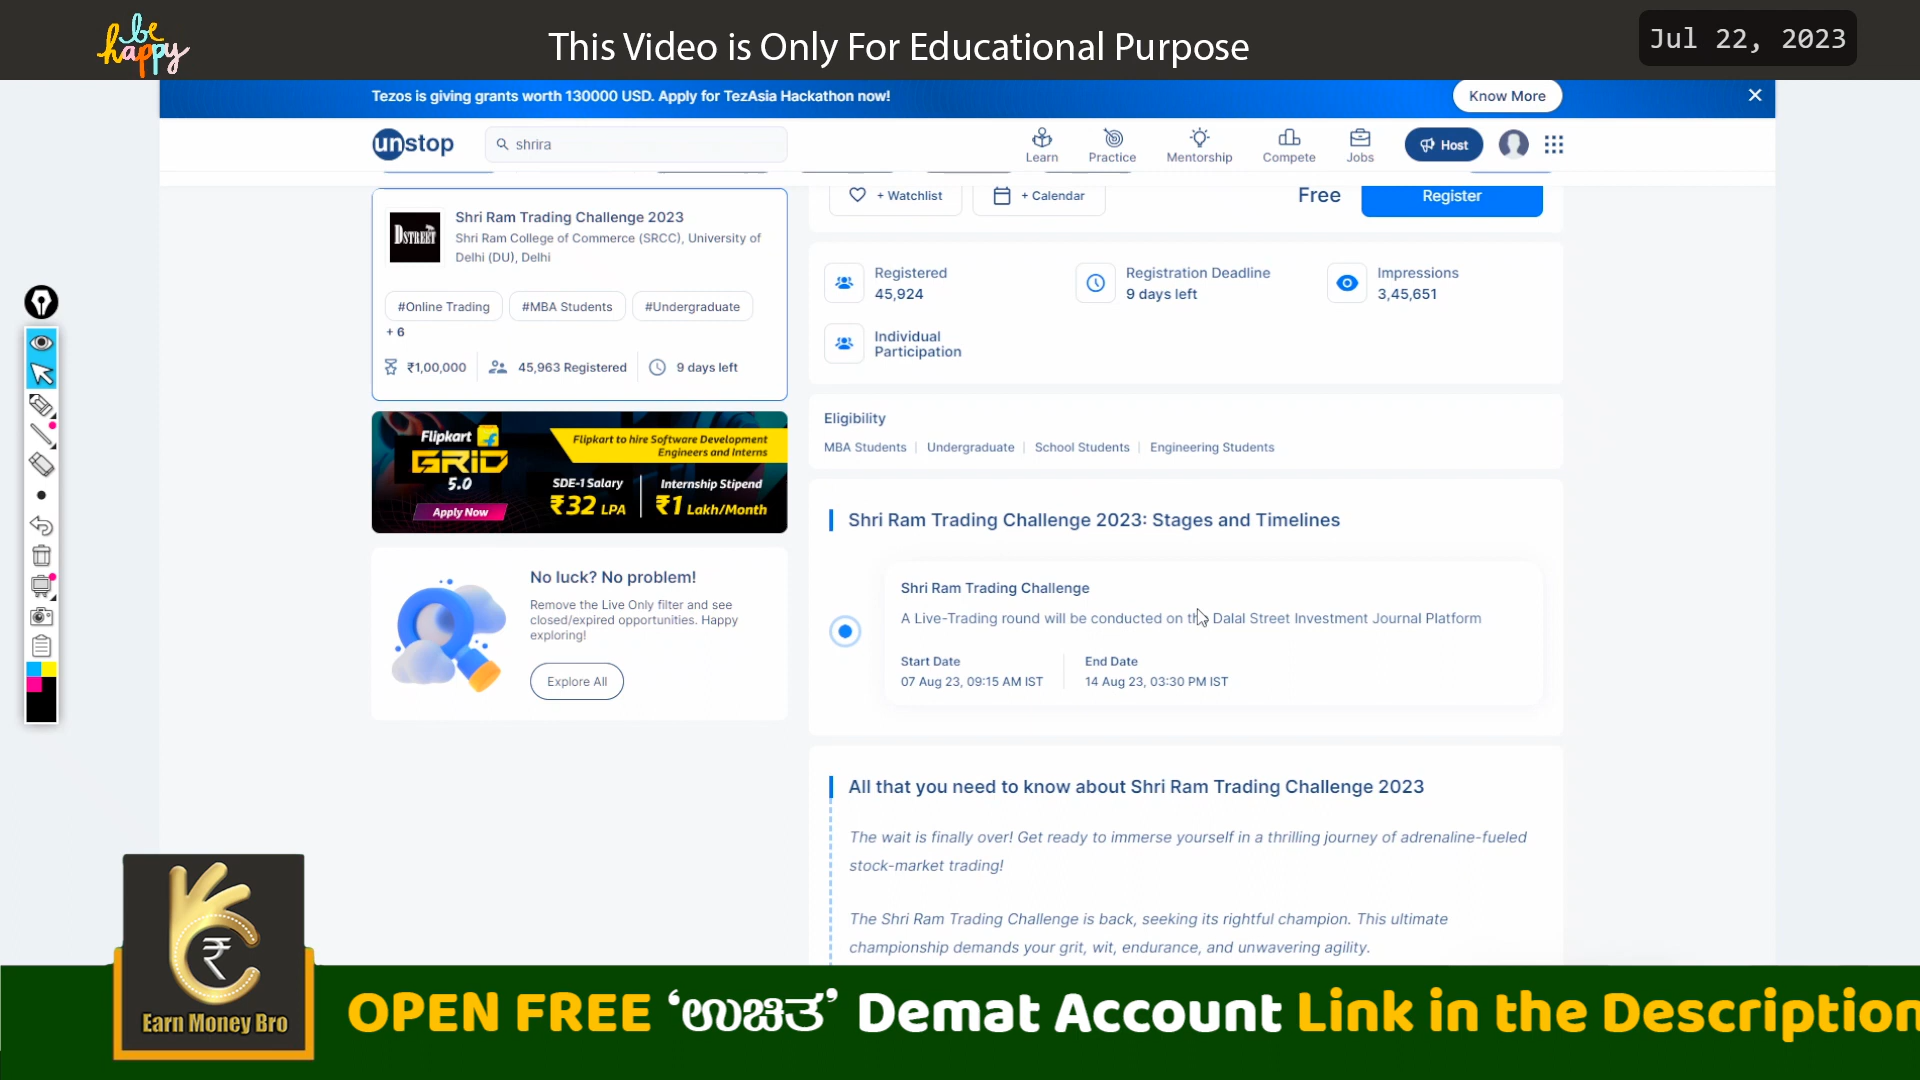 be happy
This Video is Only For Educational Purpose
Jul 22, 2023
Tezos is giving grants worth 130000 USD. Apply for TezAsia Hackathon now!
Know More
unstop
shrira
Learn
Practice
Mentorship
Compete
Jobs
Host
Shri Ram Trading Challenge 2023
DSTREET
Shri Ram College of Commerce (SRCC), University of
Delhi (DU), Delhi
#Online Trading
#MBA Students
#Undergraduate
+ 6
₹1,00,000
45,963 Registered
9 days left
Flipkart
GRID
5.0
Apply Now
Flipkart to hire Software Development
Engineers and Interns
SDE-1 Salary
₹32 LPA
Internship Stipend
₹1 Lakh/Month
No luck? No problem!
Remove the Live Only filter and see
closed/expired opportunities. Happy
exploring!
Explore All
+ Watchlist
+ Calendar
Free
Register
Registered
45,924
Registration Deadline
9 days left
Impressions
3,45,651
Individual
Participation
Eligibility
MBA Students | Undergraduate | School Students | Engineering Students
Shri Ram Trading Challenge 2023: Stages and Timelines
Shri Ram Trading Challenge
A Live-Trading round will be conducted on the Dalal Street Investment Journal Platform
Start Date
07 Aug 23, 09:15 AM IST
End Date
14 Aug 23, 03:30 PM IST
All that you need to know about Shri Ram Trading Challenge 2023
The wait is finally over! Get ready to immerse yourself in a thrilling journey of adrenaline-fueled
stock-market trading!
The Shri Ram Trading Challenge is back, seeking its rightful champion. This ultimate
championship demands your grit, wit, endurance, and unwavering agility.
₹
Earn Money Bro
OPEN FREE ‘ಉಚಿತ’ Demat Account Link in the Description